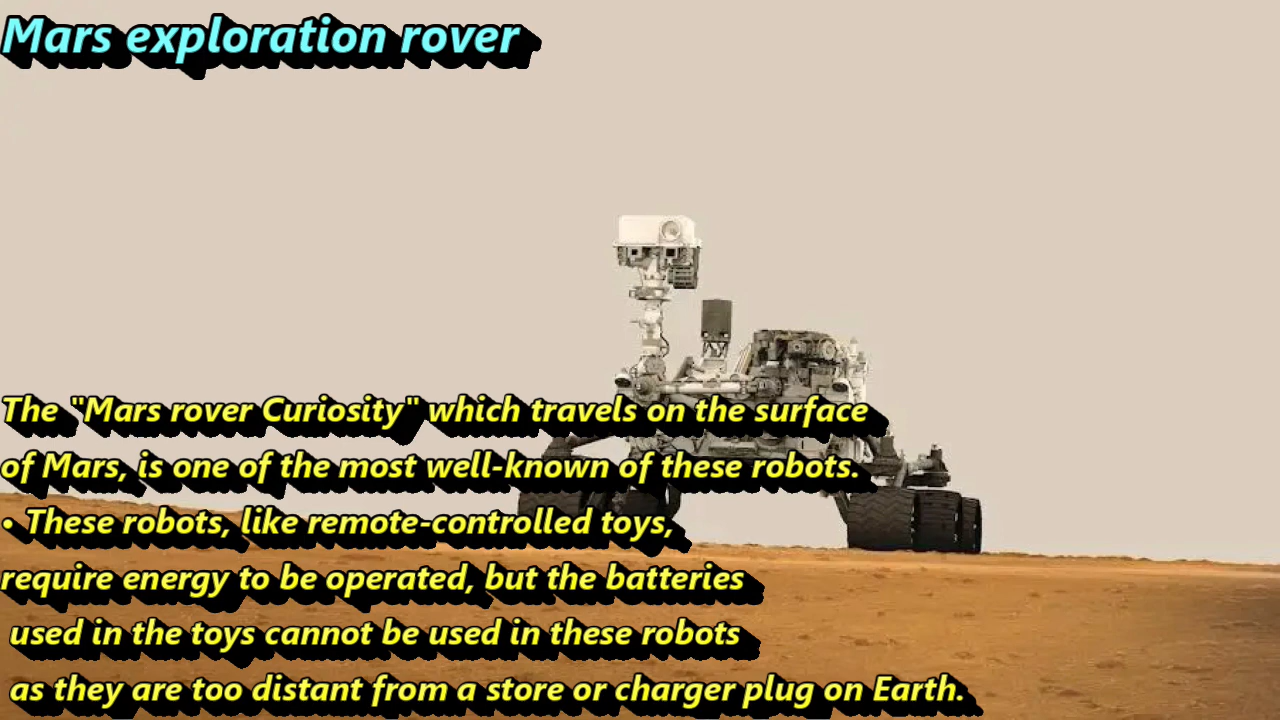 Mars exploration rover
The "Mars rover Curiosity" which travels on the surface
of Mars, is one of the most well-known of these robots.
• These robots, like remote-controlled toys,
require energy to be operated, but the batteries
used in the toys cannot be used in these robots
as they are too distant from a store or charger plug on Earth.